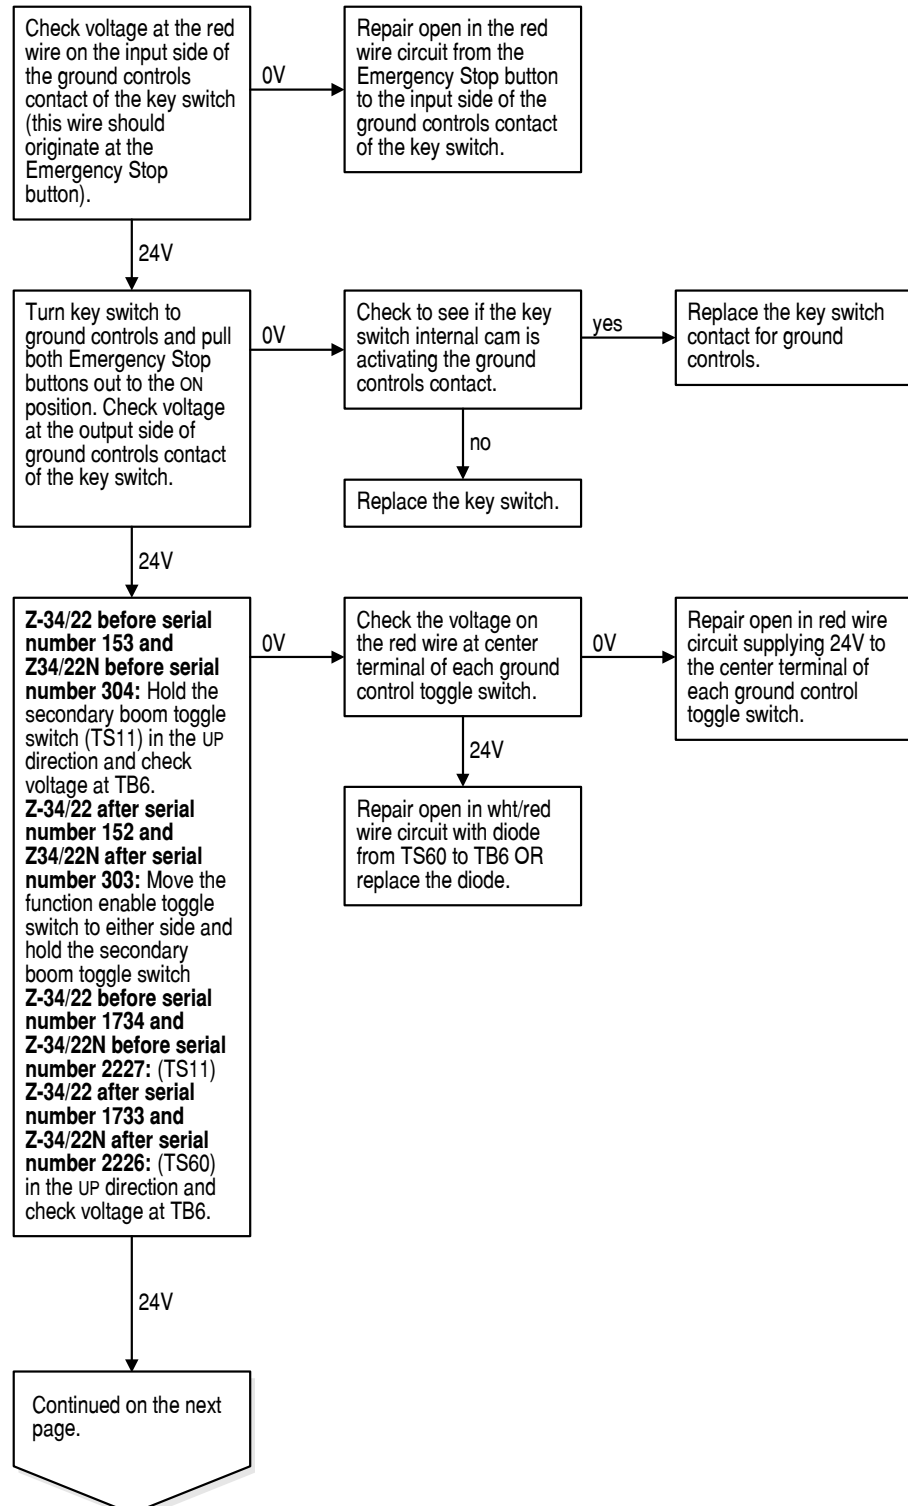 Check voltage at the red
wire on the input side of
the ground controls
contact of the key switch
(this wire should
originate at the
Emergency Stop
button).
0V
Repair open in the red
wire circuit from the
Emergency Stop button
to the input side of the
ground controls contact
of the key switch.
24V
Turn key switch to
ground controls and pull
both Emergency Stop
buttons out to the ON
position. Check voltage
at the output side of
ground controls contact
of the key switch.
0V
Check to see if the key
switch internal cam is
activating the ground
controls contact.
yes
Replace the key switch
contact for ground
controls.
no
Replace the key switch.
24V
Z-34/22 before serial
number 153 and
Z34/22N before serial
number 304: Hold the
secondary boom toggle
switch (TS11) in the UP
direction and check
voltage at TB6.
Z-34/22 after serial
number 152 and
Z34/22N after serial
number 303: Move the
function enable toggle
switch to either side and
hold the secondary
boom toggle switch
Z-34/22 before serial
number 1734 and
Z-34/22N before serial
number 2227: (TS11)
Z-34/22 after serial
number 1733 and
Z-34/22N after serial
number 2226: (TS60)
in the UP direction and
check voltage at TB6.
0V
Check the voltage on
the red wire at center
terminal of each ground
control toggle switch.
0V
Repair open in red wire
circuit supplying 24V to
the center terminal of
each ground control
toggle switch.
24V
Repair open in wht/red
wire circuit with diode
from TS60 to TB6 OR
replace the diode.
24V
Continued on the next
page.